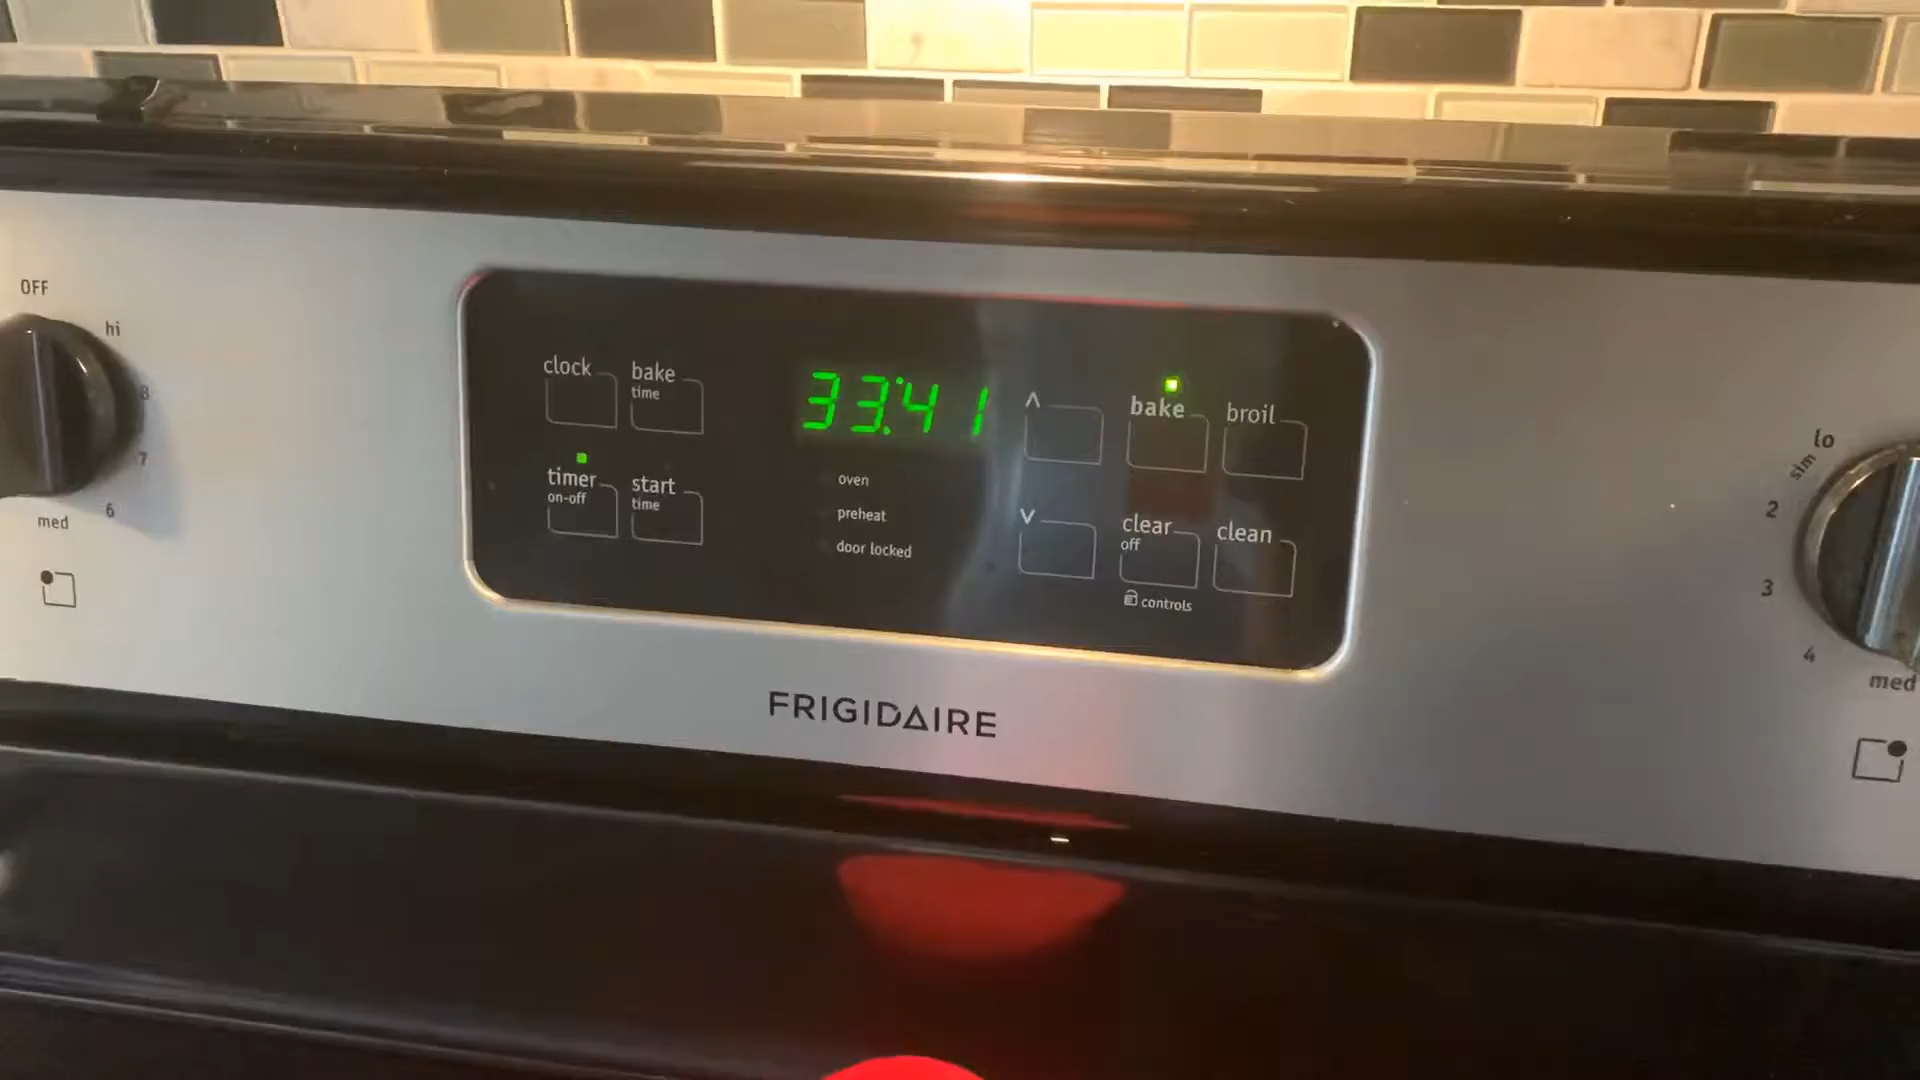 OFF
hi
8
7
6
med
clock
bake
time
timer
on-off
start
time
33:41
oven
preheat
door locked
^
v
bake
broil
clear
off
clean
controls
FRIGIDAIRE
lo
sim
2
3
4
med